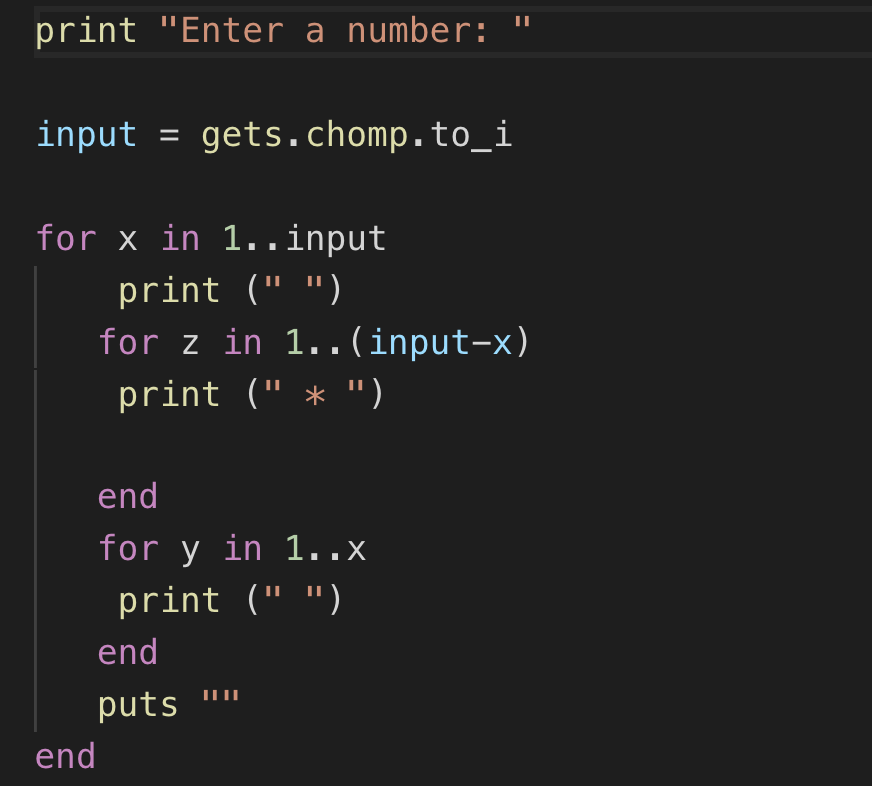 print "Enter a number: "
input = gets.chomp.to_i
for x in 1..input
print (" ")
for z in 1..(input-x)
print (" * ")
end
for y in 1..x
print (" ")
end
puts ""
end